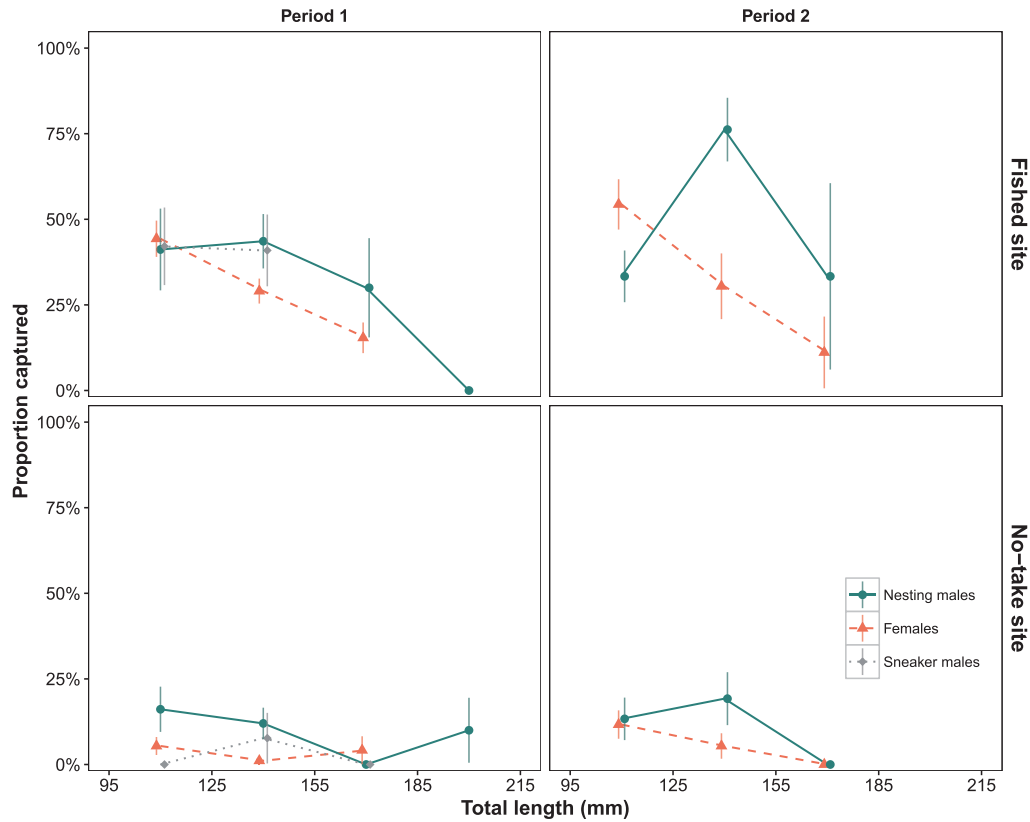 Period 1
Period 2
100%
75%
50%
25%
0%
Fished site
100%
75%
50%
25%
0%
No−take site
Proportion captured
Nesting males
Females
Sneaker males
95
125
155
185
215
95
125
155
185
215
Total length (mm)